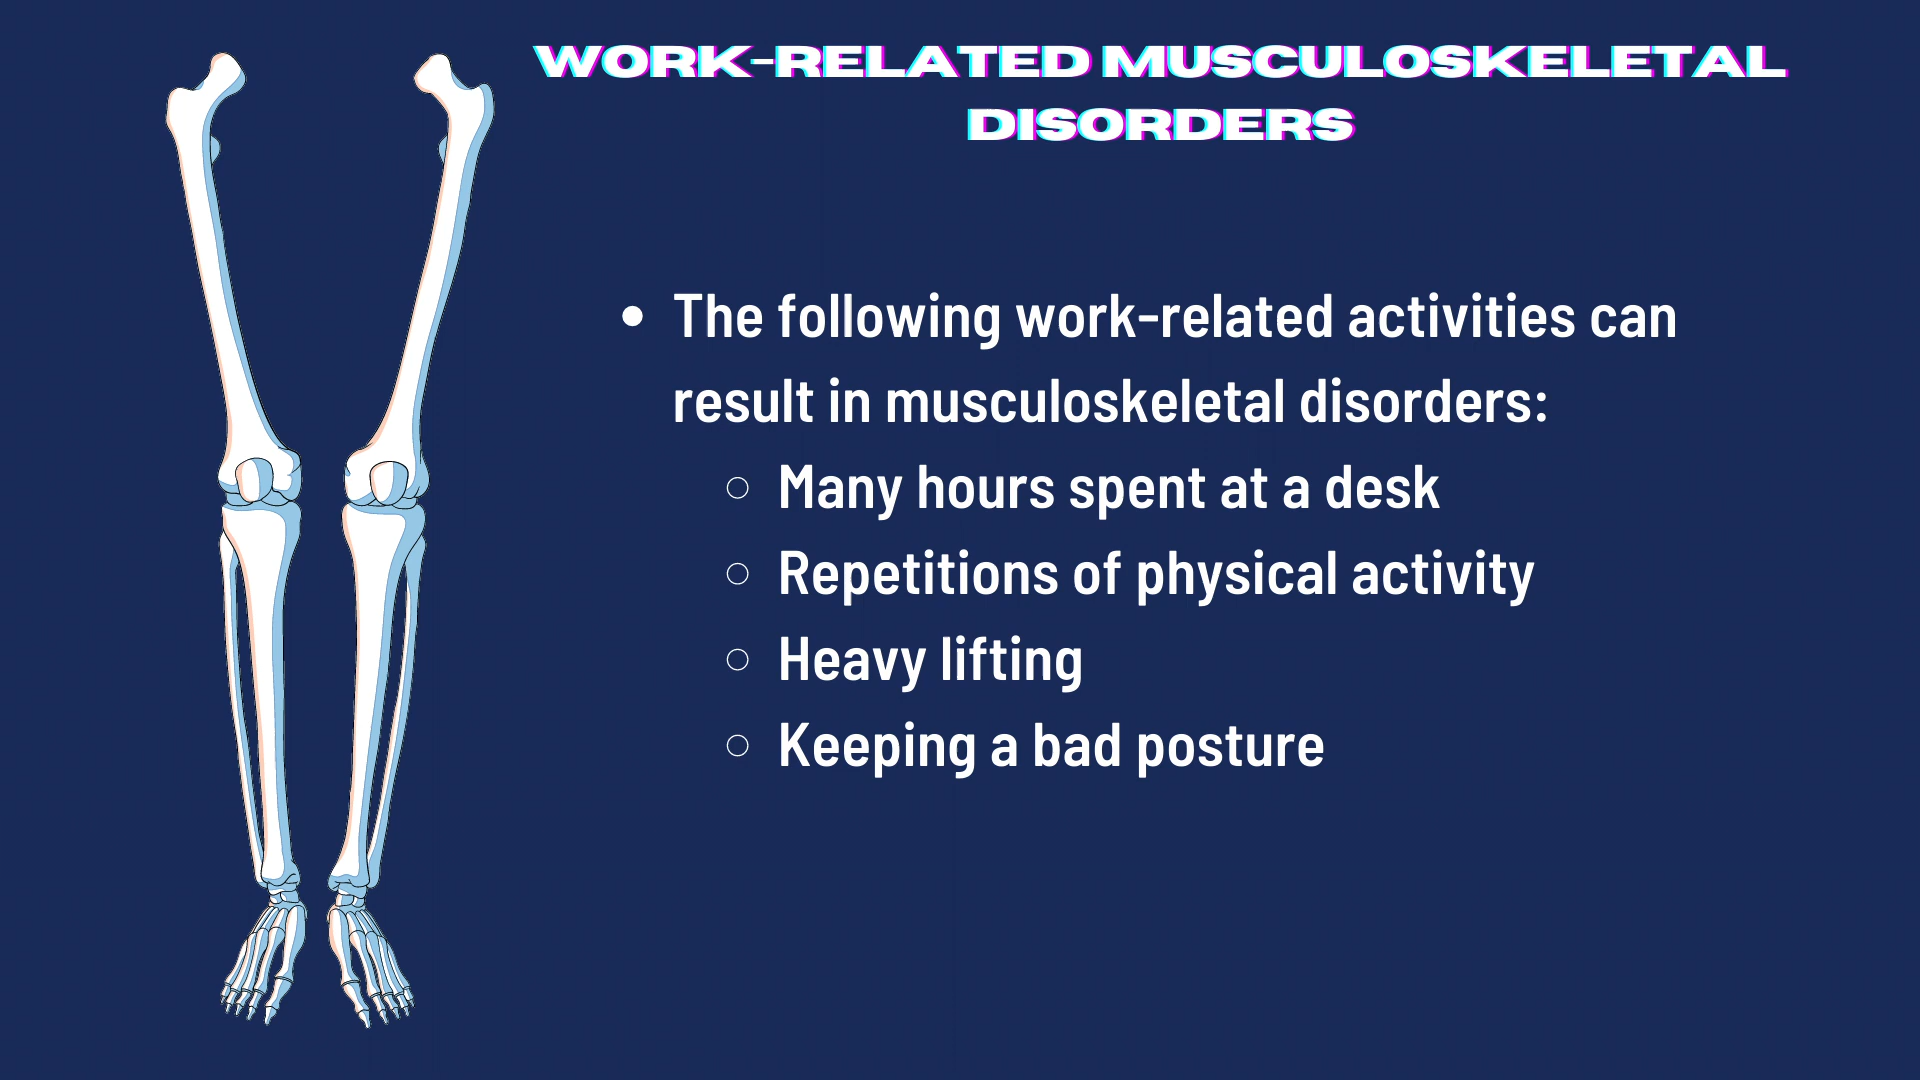 WORK-RELATED MUSCULOSKELETAL
DISORDERS
• The following work-related activities can
result in musculoskeletal disorders:
○ Many hours spent at a desk
○ Repetitions of physical activity
○ Heavy lifting
○ Keeping a bad posture